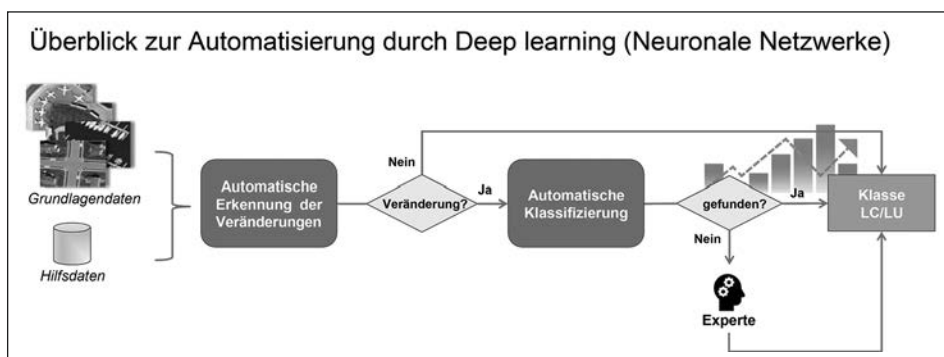 Überblick zur Automatisierung durch Deep learning (Neuronale Netzwerke)
Grundlagendaten
Hilfsdaten
Automatische
Erkennung der
Veränderungen
Nein
Veränderung?
Ja
Automatische
Klassifizierung
gefunden?
Ja
Nein
Experte
Klasse
LC/LU